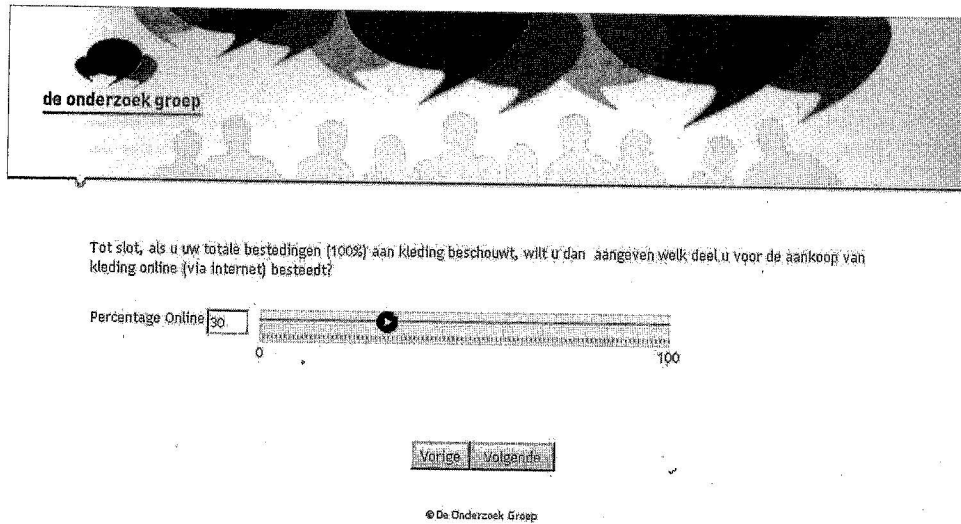 de onderzoek groep
Tot slot, als u uw totale bestedingen (100%) aan kleding beschouwt, wilt u dan aangeven welk deel u voor de aankoop van
kleding online (via internet) besteedt?
Percentage Online 30
0 100
Vorige Volgende
© De Onderzoek Groep